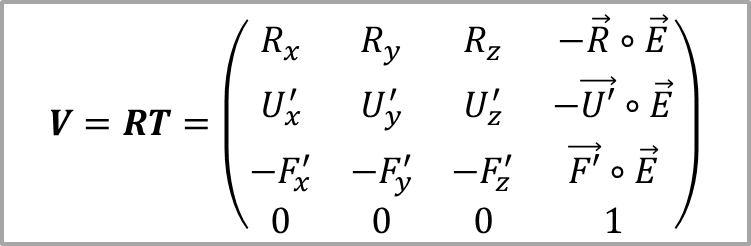 R_x R_y R_z −R⃗ ∘ E⃗
V = RT = U′_x U′_y U′_z −U′⃗ ∘ E⃗
−F′_x −F′_y −F′_z F′⃗ ∘ E⃗
0 0 0 1